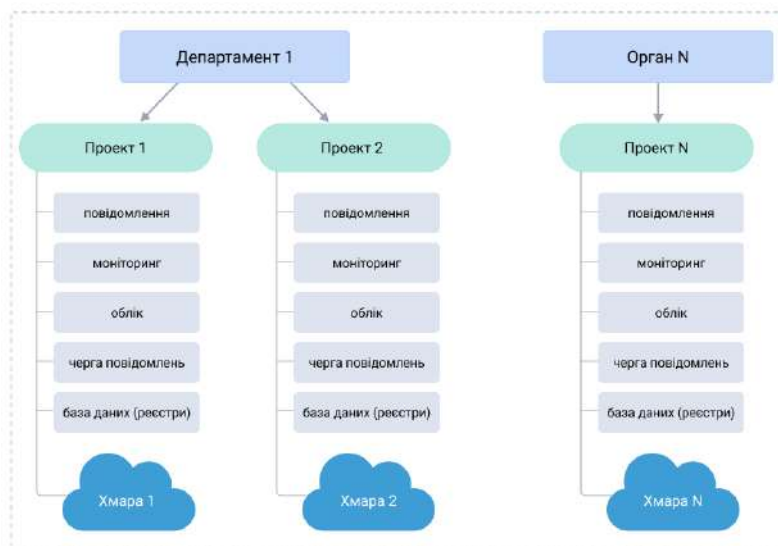 Департамент 1
Орган N
Проект 1
Проект 2
Проект N
повідомлення
повідомлення
повідомлення
моніторинг
моніторинг
моніторинг
облік
облік
облік
черга повідомлень
черга повідомлень
черга повідомлень
база даних (реєстри)
база даних (реєстри)
база даних (реєстри)
Хмара 1
Хмара 2
Хмара N